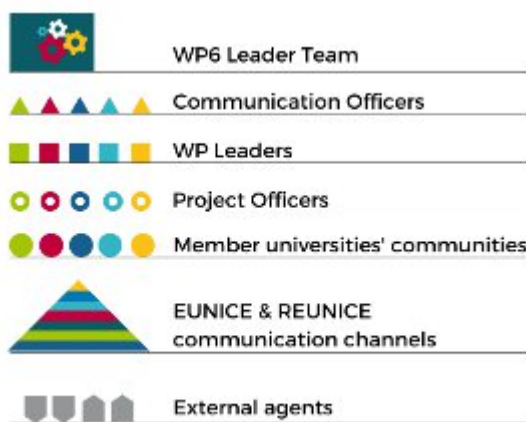 WP6 Leader Team
Communication Officers
WP Leaders
Project Officers
Member universities' communities
EUNICE & REUNICE
communication channels
External agents